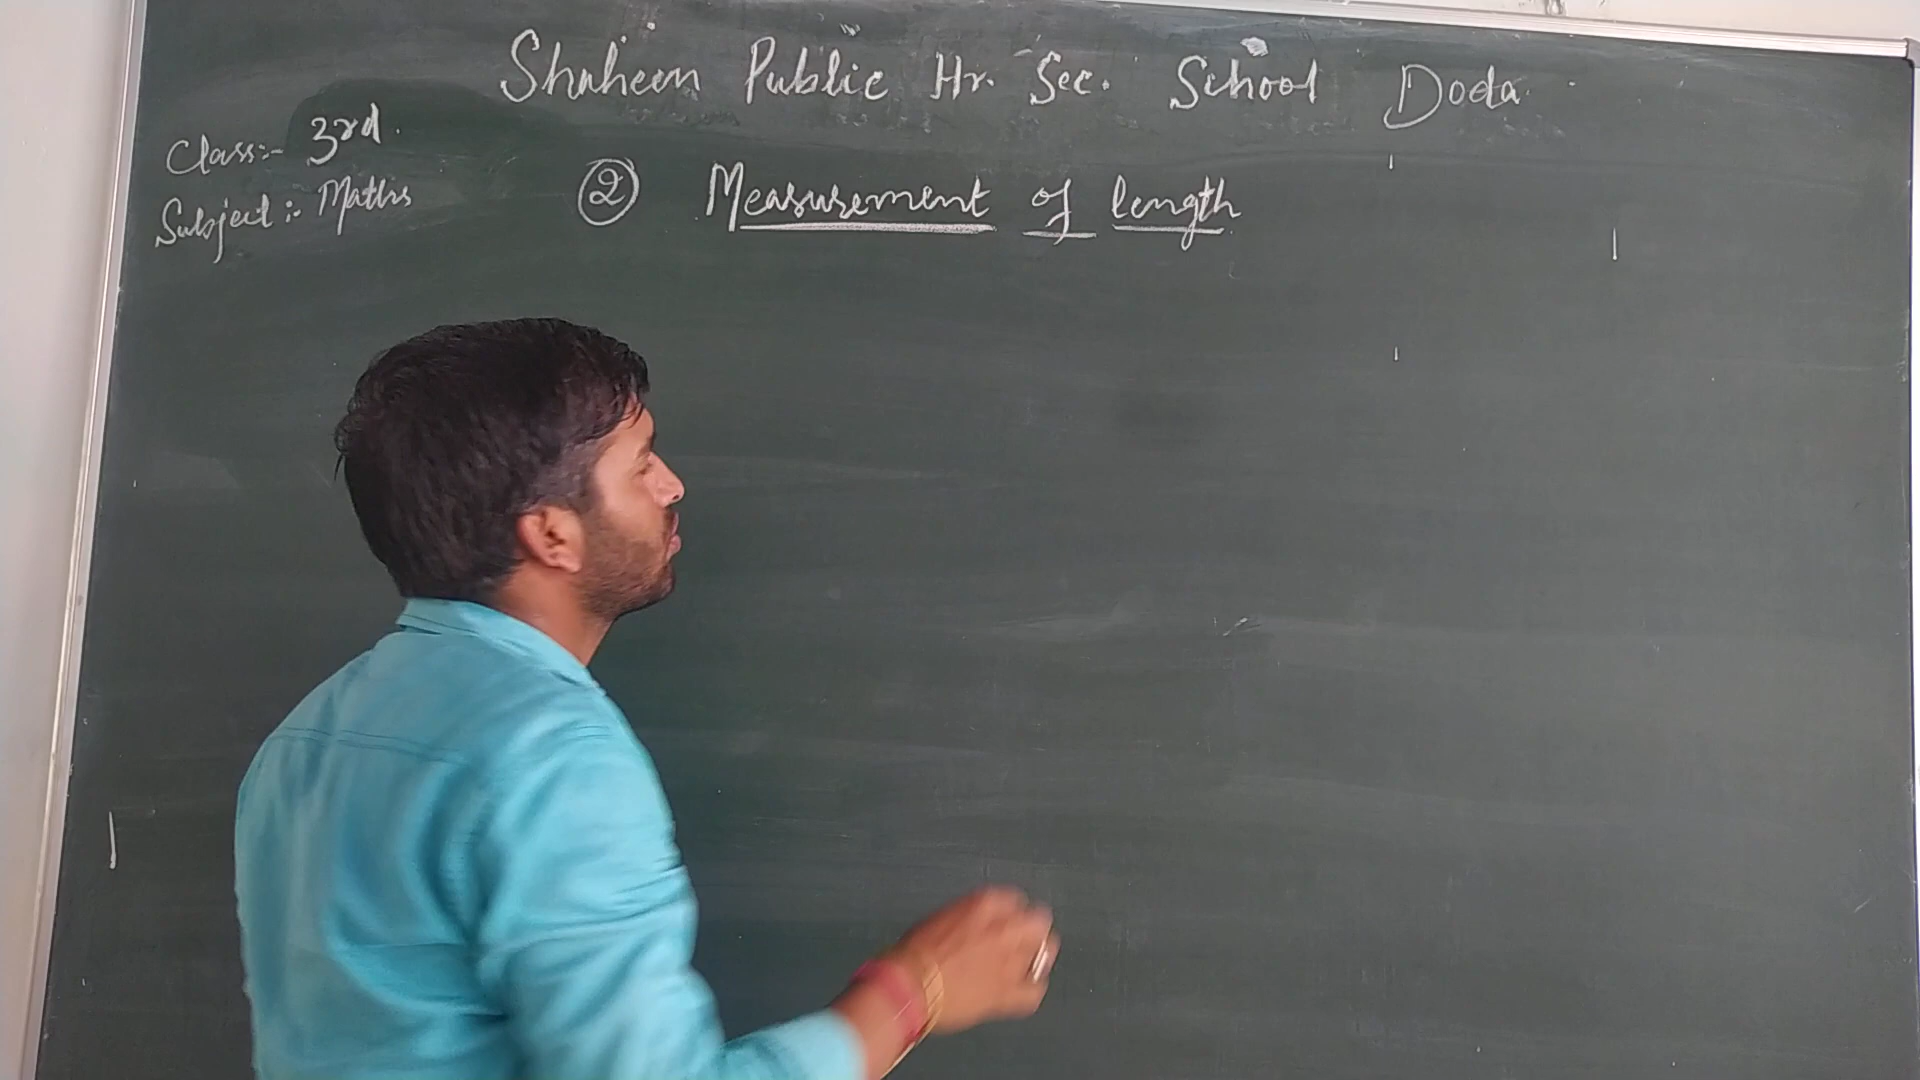 Shaheen Public Hr. Sec. School Doda
Class:- 3rd.
Subject:- Maths
② Measurement of length